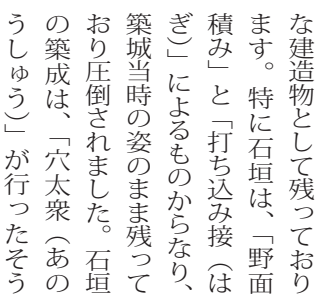 な建造物として残っており
ます。特に石垣は、「野面
積み」と「打ち込み接（は
ぎ）」によるものからなり、
築城当時の姿のまま残って
おり圧倒されました。石垣
の築成は、「穴太衆（あの
うしゅう）」が行ったそう